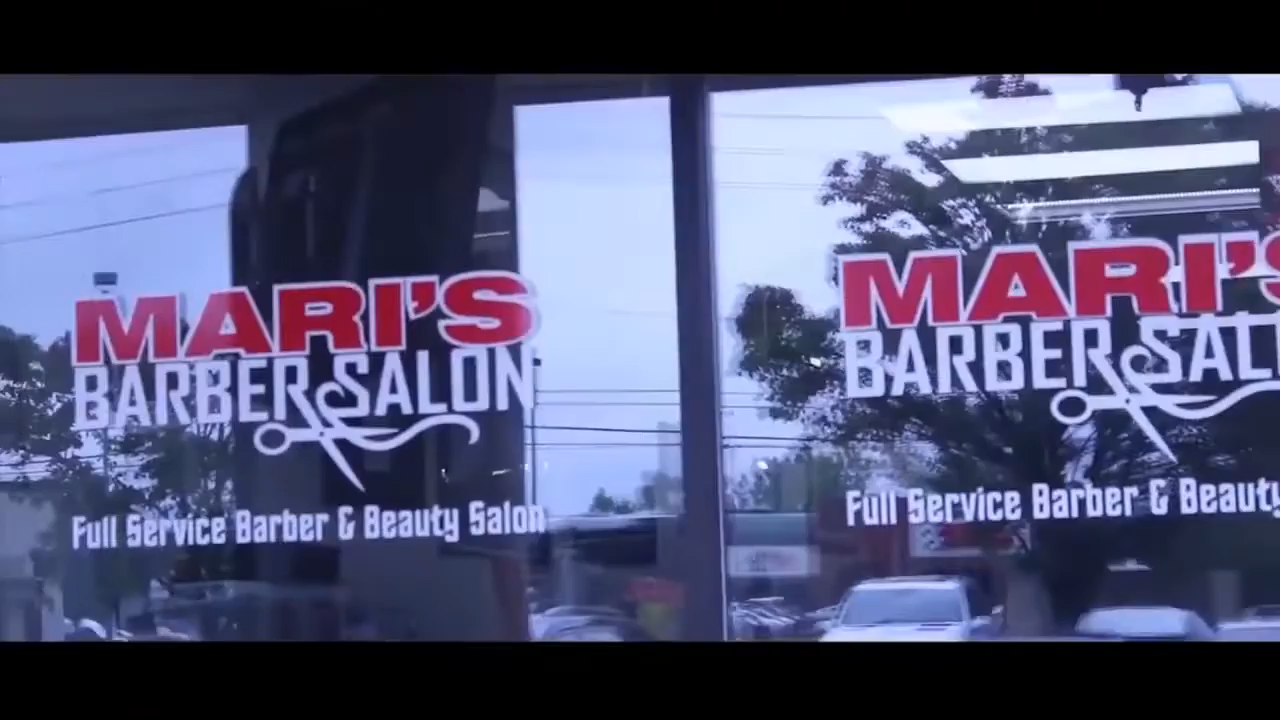 MARI'S
BARBER SALON
Full Service Barber & Beauty Salon
MARI'S
BARBER SAL
Full Service Barber & Beauty